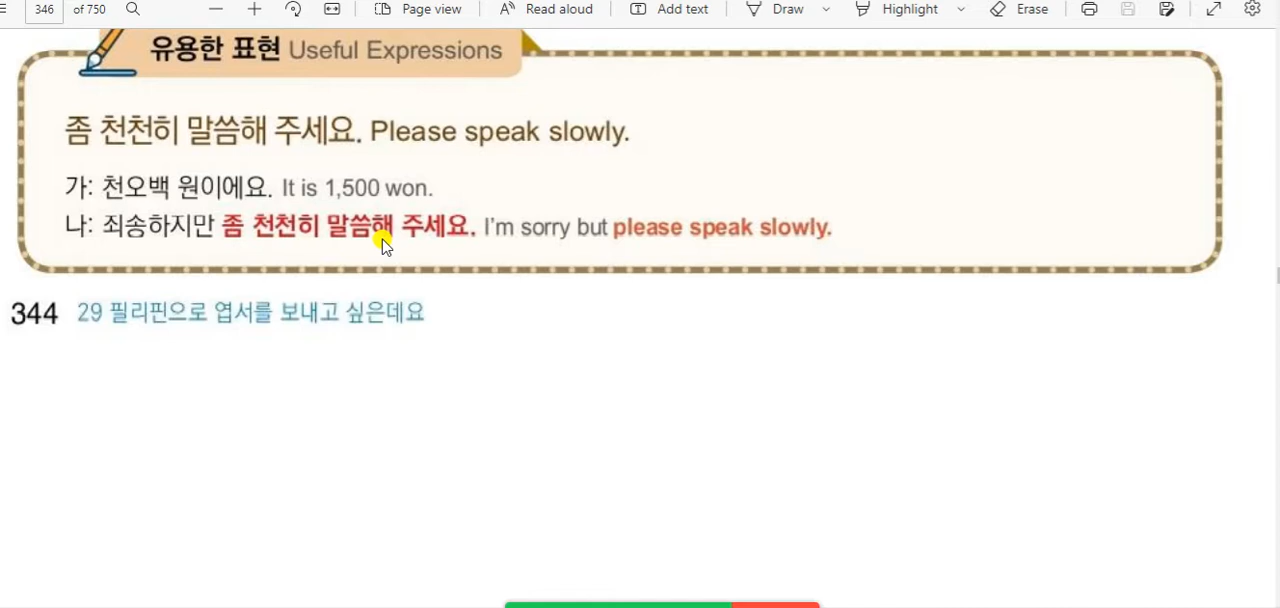 346 of 750 Page view Read aloud Add text Draw Highlight Erase
유용한 표현 Useful Expressions
좀 천천히 말씀해 주세요. Please speak slowly.
가: 천오백 원이에요. It is 1,500 won.
나: 죄송하지만 좀 천천히 말씀해 주세요. I'm sorry but please speak slowly.
344 29 필리핀으로 엽서를 보내고 싶은데요